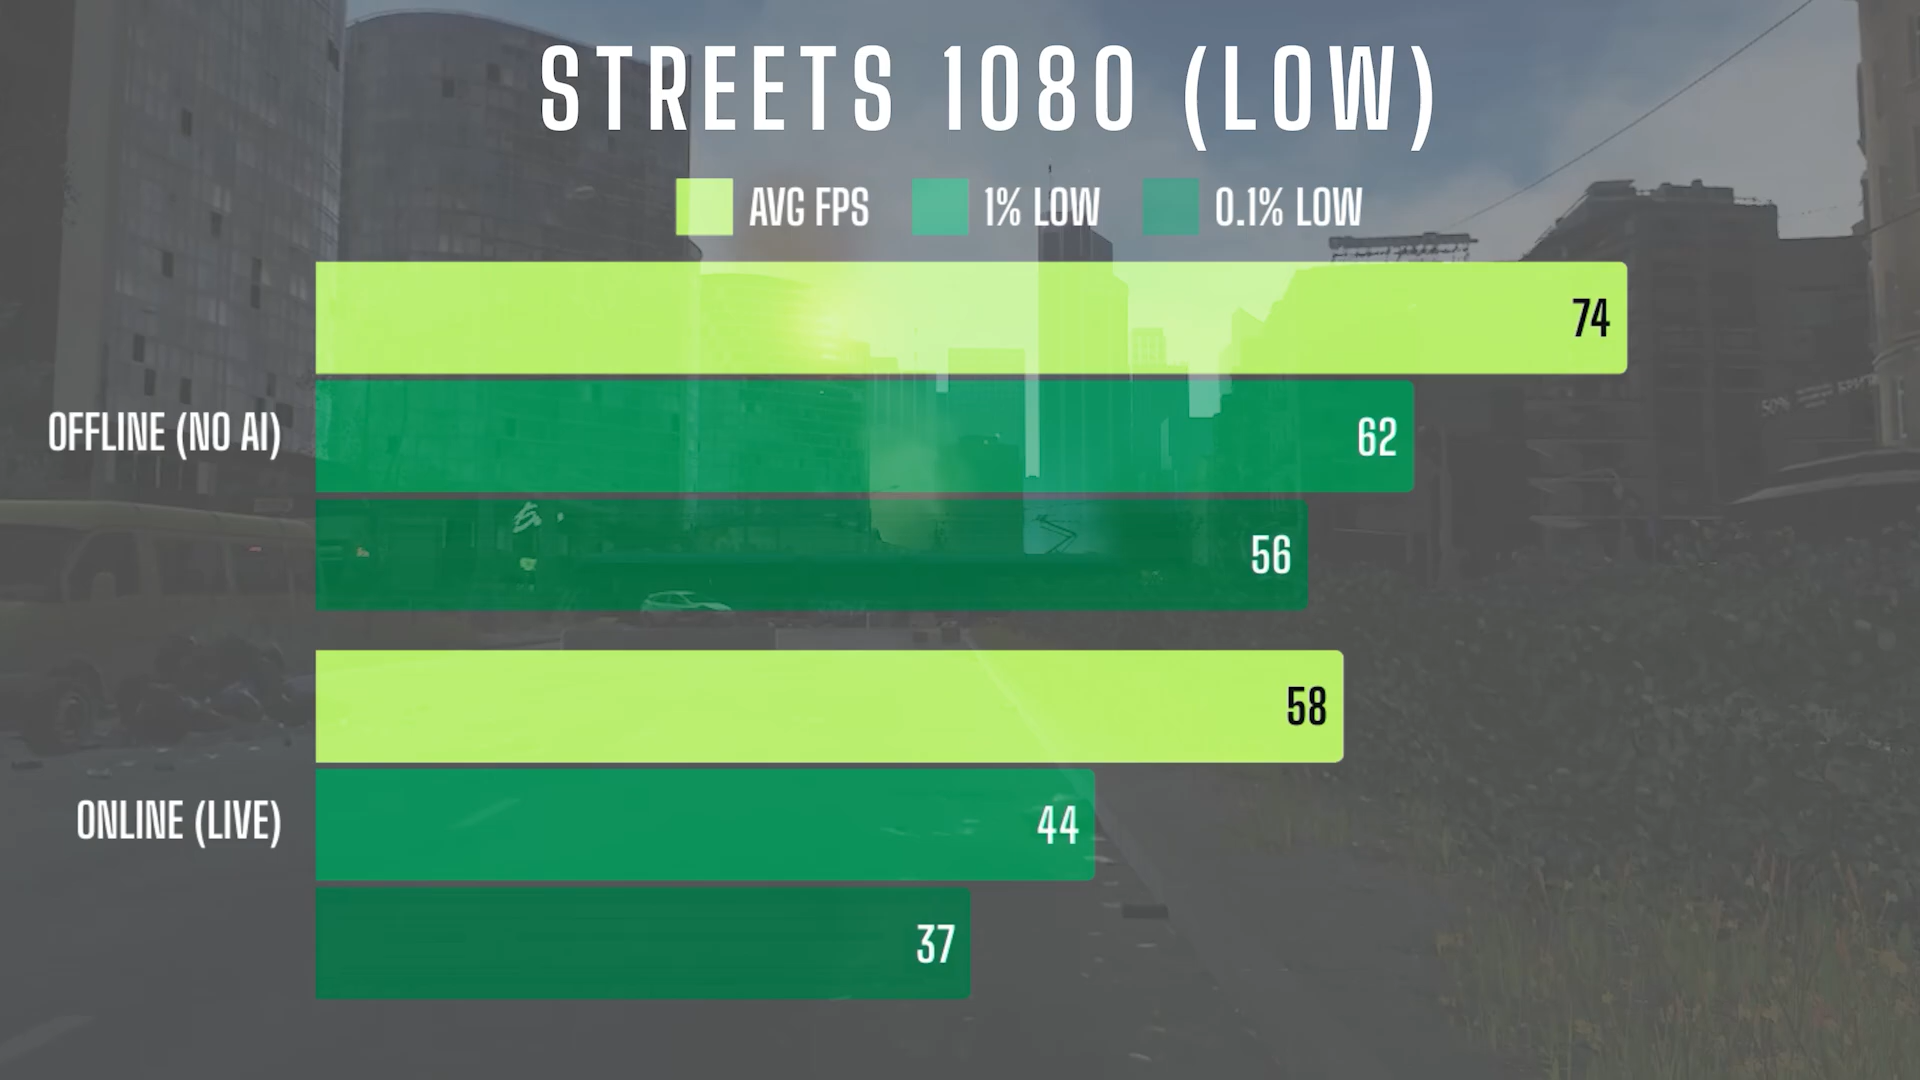 STREETS 1080 (LOW)
AVG FPS 1% LOW 0.1% LOW
74
OFFLINE (NO AI)
62
56
58
ONLINE (LIVE)
44
37